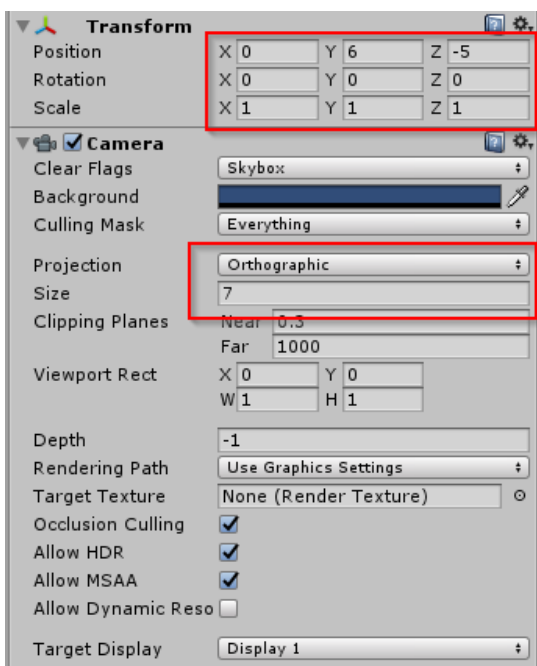 Transform
Position X 0 Y 6 Z -5
Rotation X 0 Y 0 Z 0
Scale X 1 Y 1 Z 1
Camera
Clear Flags Skybox
Background
Culling Mask Everything
Projection Orthographic
Size 7
Clipping Planes Near 0.3
Far 1000
Viewport Rect X 0 Y 0
W 1 H 1
Depth -1
Rendering Path Use Graphics Settings
Target Texture None (Render Texture)
Occlusion Culling
Allow HDR
Allow MSAA
Allow Dynamic Reso
Target Display Display 1